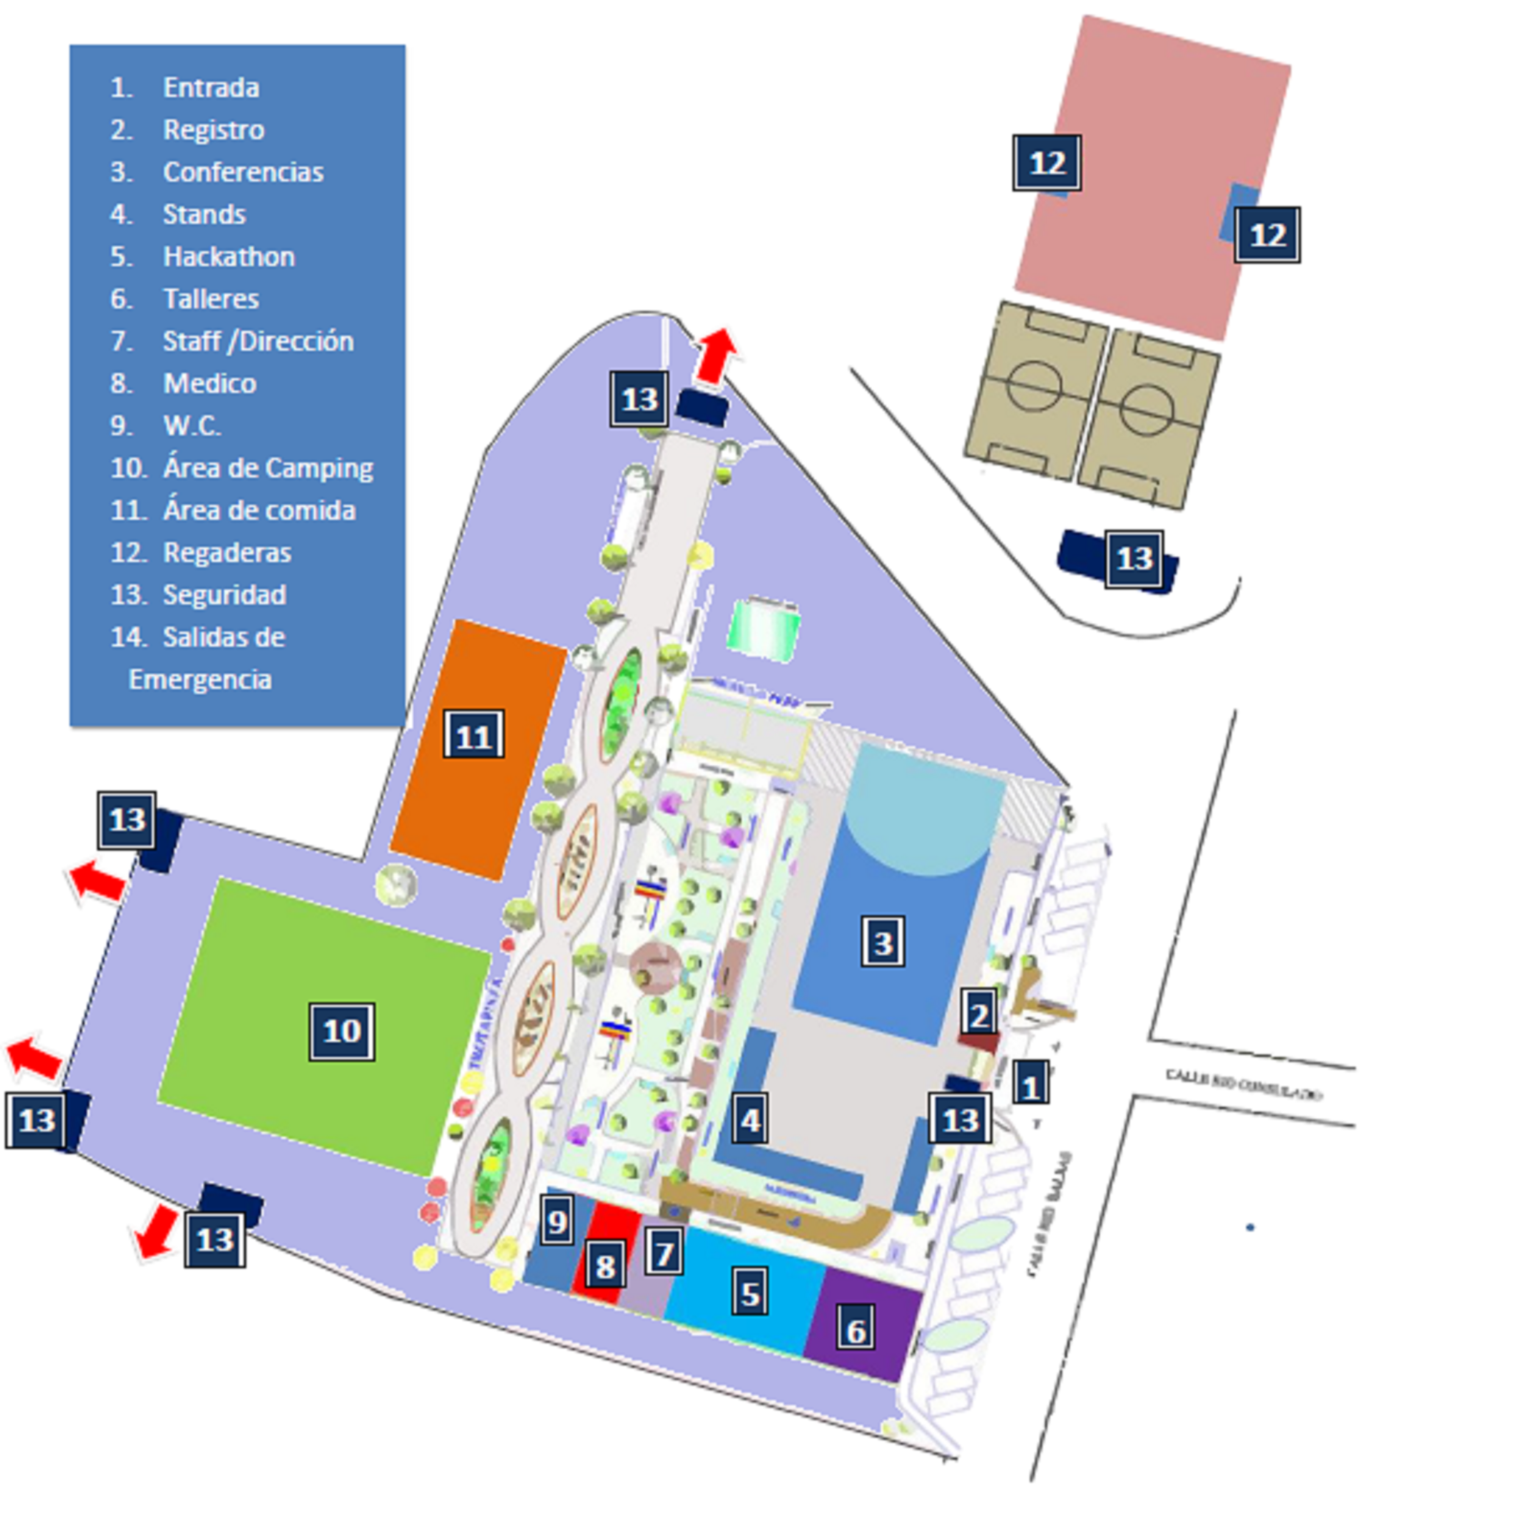 1. Entrada
2. Registro
3. Conferencias
4. Stands
5. Hackathon
6. Talleres
7. Staff /Dirección
8. Medico
9. W.C.
10. Área de Camping
11. Área de comida
12. Regaderas
13. Seguridad
14. Salidas de
Emergencia
12
12
13
13
11
13
3
10
2
1
13
4
13
9
13
7
8
5
6
CALLE RIO CONSULADO
CALLE RIO BALSAS